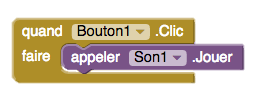 quand Bouton1 .Clic
faire appeler Son1 .Jouer